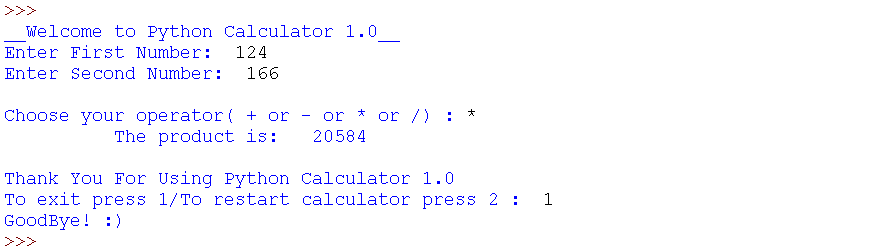 >>>
__Welcome to Python Calculator 1.0__
Enter First Number:  124
Enter Second Number:  166
Choose your operator( + or - or * or /) : *
          The product is:   20584
Thank You For Using Python Calculator 1.0
To exit press 1/To restart calculator press 2 :  1
GoodBye! :)
>>>